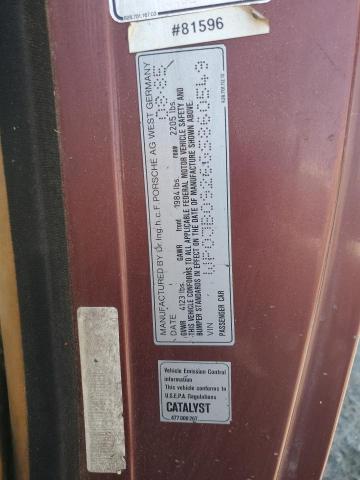 #81596
MANUFACTURED BY Dr. Ing. h. c. F. PORSCHE AG WEST GERMANY
DATE 03-85
GVWR 4123 lbs. GAWR front 1984 lbs. rear 2205 lbs.
THIS VEHICLE CONFORMS TO ALL APPLICABLE FEDERAL MOTOR VEHICLE SAFETY AND
BUMPER STANDARDS IN EFFECT ON THE DATE OF MANUFACTURE SHOWN ABOVE.
VIN
PASSENGER CAR
Vehicle Emission Control
information
This vehicle conforms to
U.S.E.P.A. Regulations
CATALYST